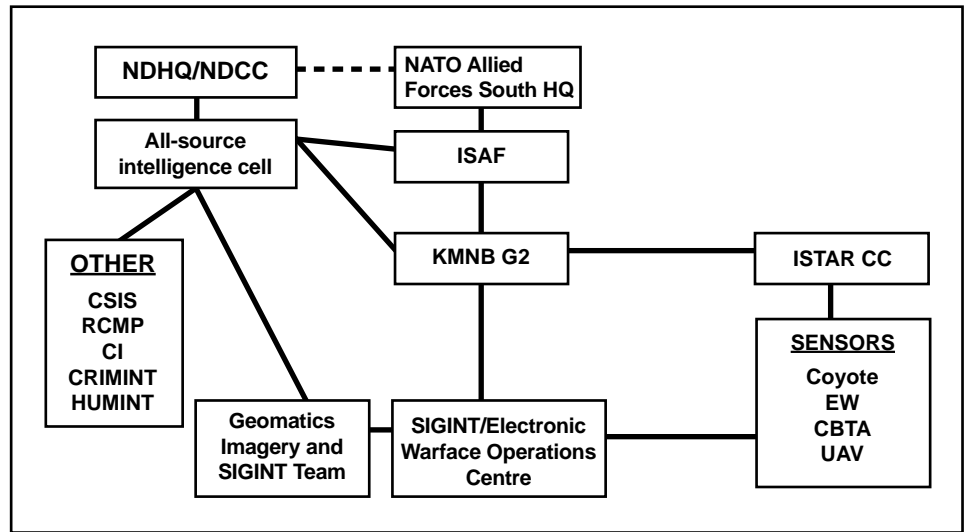 NDHQ/NDCC
NATO Allied
Forces South HQ
All-source
intelligence cell
ISAF
KMNB G2
ISTAR CC
OTHER
CSIS
RCMP
CI
CRIMINT
HUMINT
SENSORS
Coyote
EW
CBTA
UAV
Geomatics
Imagery and
SIGINT Team
SIGINT/Electronic
Warface Operations
Centre